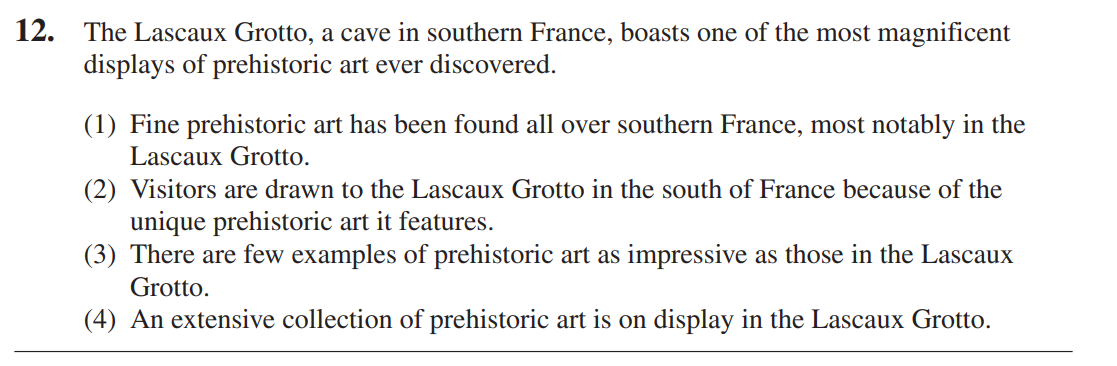 12. The Lascaux Grotto, a cave in southern France, boasts one of the most magnificent
displays of prehistoric art ever discovered.
(1) Fine prehistoric art has been found all over southern France, most notably in the
Lascaux Grotto.
(2) Visitors are drawn to the Lascaux Grotto in the south of France because of the
unique prehistoric art it features.
(3) There are few examples of prehistoric art as impressive as those in the Lascaux
Grotto.
(4) An extensive collection of prehistoric art is on display in the Lascaux Grotto.